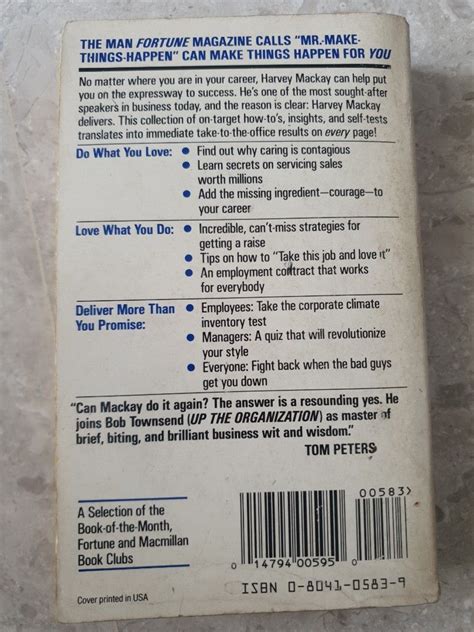 THE MAN FORTUNE MAGAZINE CALLS "MR.-MAKE-
THINGS-HAPPEN" CAN MAKE THINGS HAPPEN FOR YOU
No matter where you are in your career, Harvey Mackay can help put
you on the expressway to success. He's one of the most sought-after
speakers in business today, and the reason is clear: Harvey Mackay
delivers. This collection of on-target how-to's, insights, and self-tests
translates into immediate take-to-the-office results on every page!
Do What You Love: • Find out why caring is contagious
• Learn secrets on servicing sales
worth millions
• Add the missing ingredient—courage—to
your career
Love What You Do: • Incredible, can't-miss strategies for
getting a raise
• Tips on how to "Take this job and love it"
• An employment contract that works
for everybody
Deliver More Than • Employees: Take the corporate climate
You Promise: inventory test
• Managers: A quiz that will revolutionize
your style
• Everyone: Fight back when the bad guys
get you down
"Can Mackay do it again? The answer is a resounding yes. He
joins Bob Townsend (UP THE ORGANIZATION) as master of
brief, biting, and brilliant business wit and wisdom."
TOM PETERS
00583
A Selection of the
Book-of-the-Month,
Fortune and Macmillan
Book Clubs
0 14794 00595 0
ISBN 0-8041-0583-9
Cover printed in USA